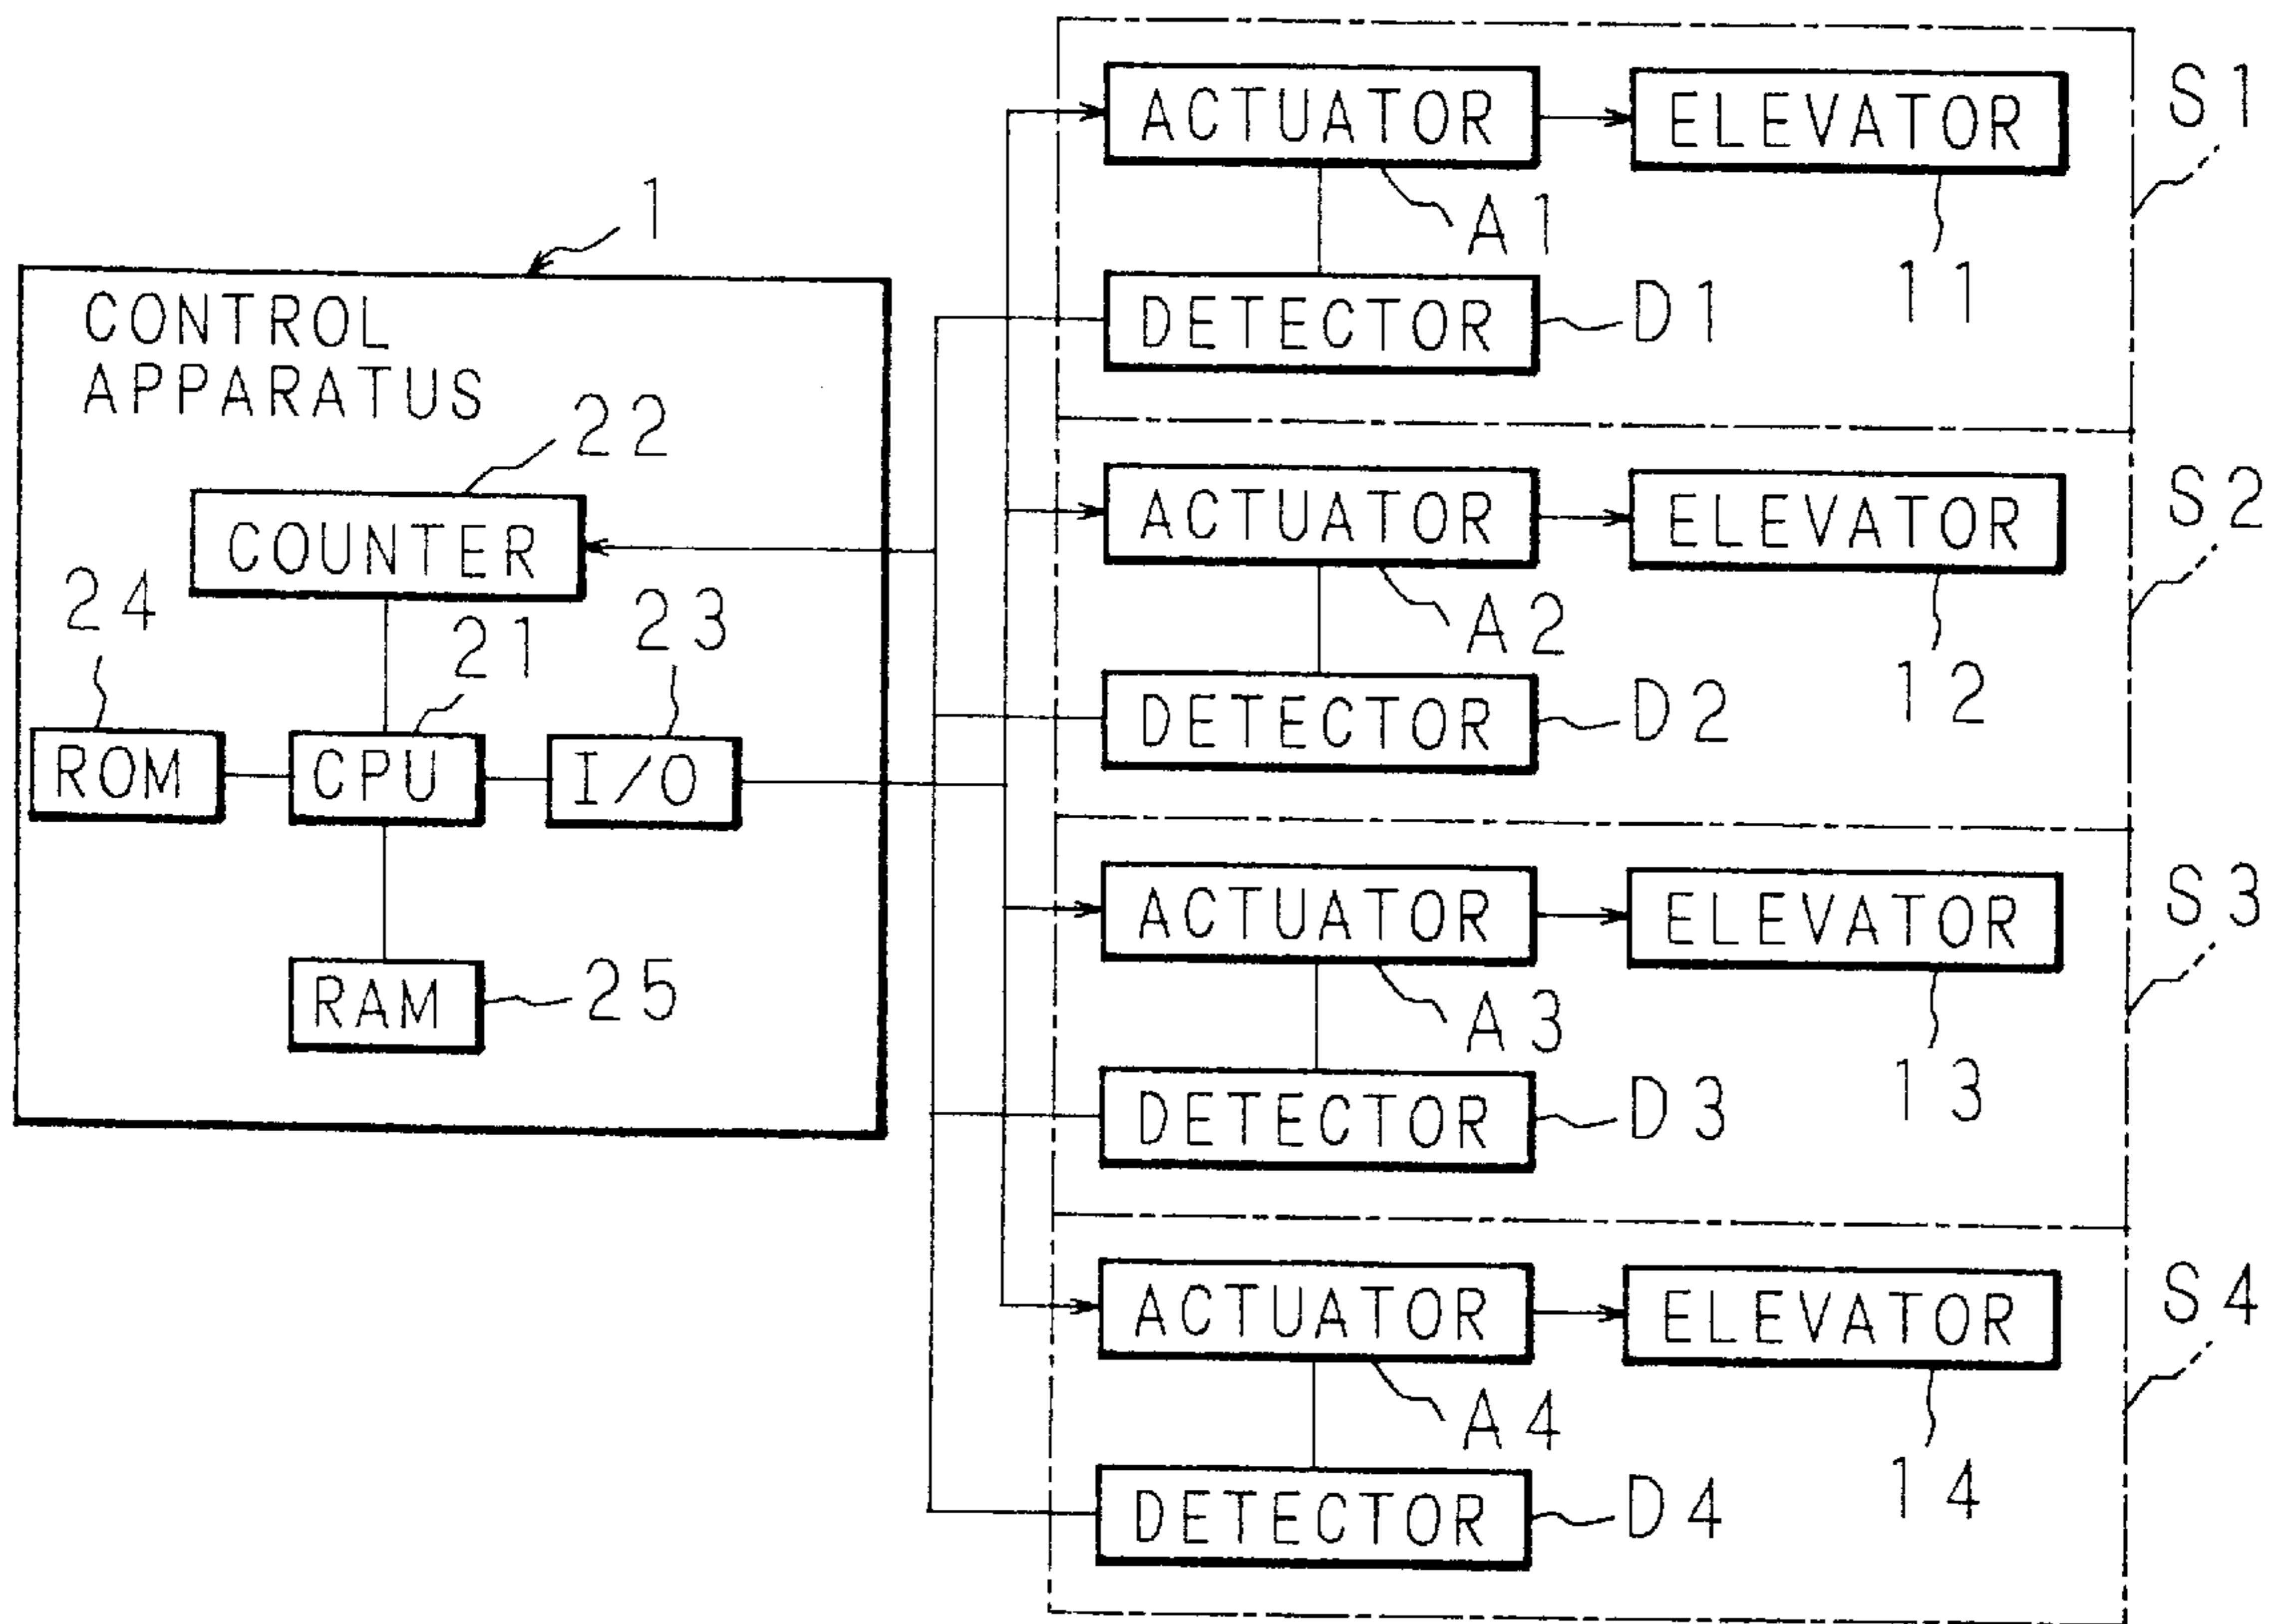 1
CONTROL
APPARATUS
22
COUNTER
24
21
23
ROM
CPU
I/O
RAM
25
ACTUATOR
ELEVATOR
S1
A1
11
DETECTOR
D1
ACTUATOR
ELEVATOR
S2
A2
12
DETECTOR
D2
ACTUATOR
ELEVATOR
S3
A3
13
DETECTOR
D3
ACTUATOR
ELEVATOR
S4
A4
14
DETECTOR
D4